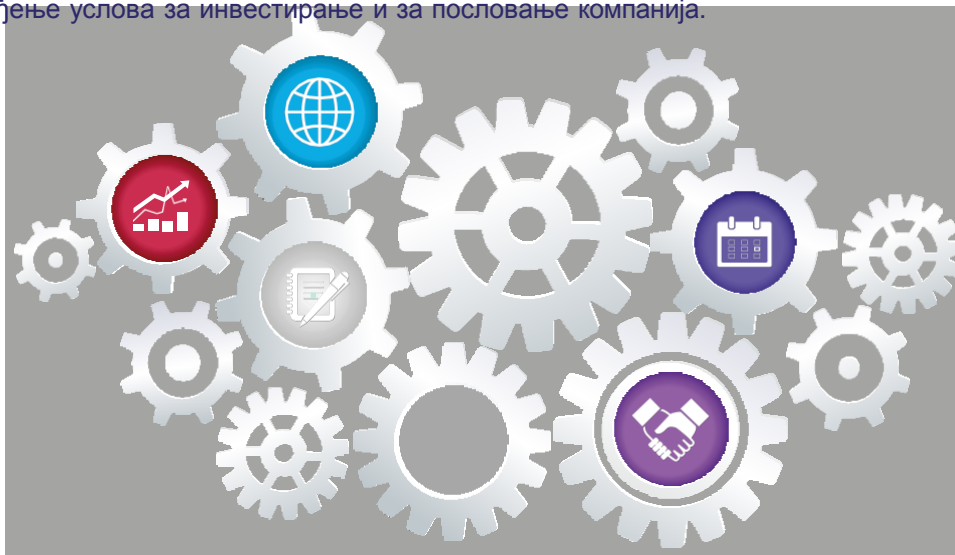 ђење услова за инвестирање и за пословање компанија.